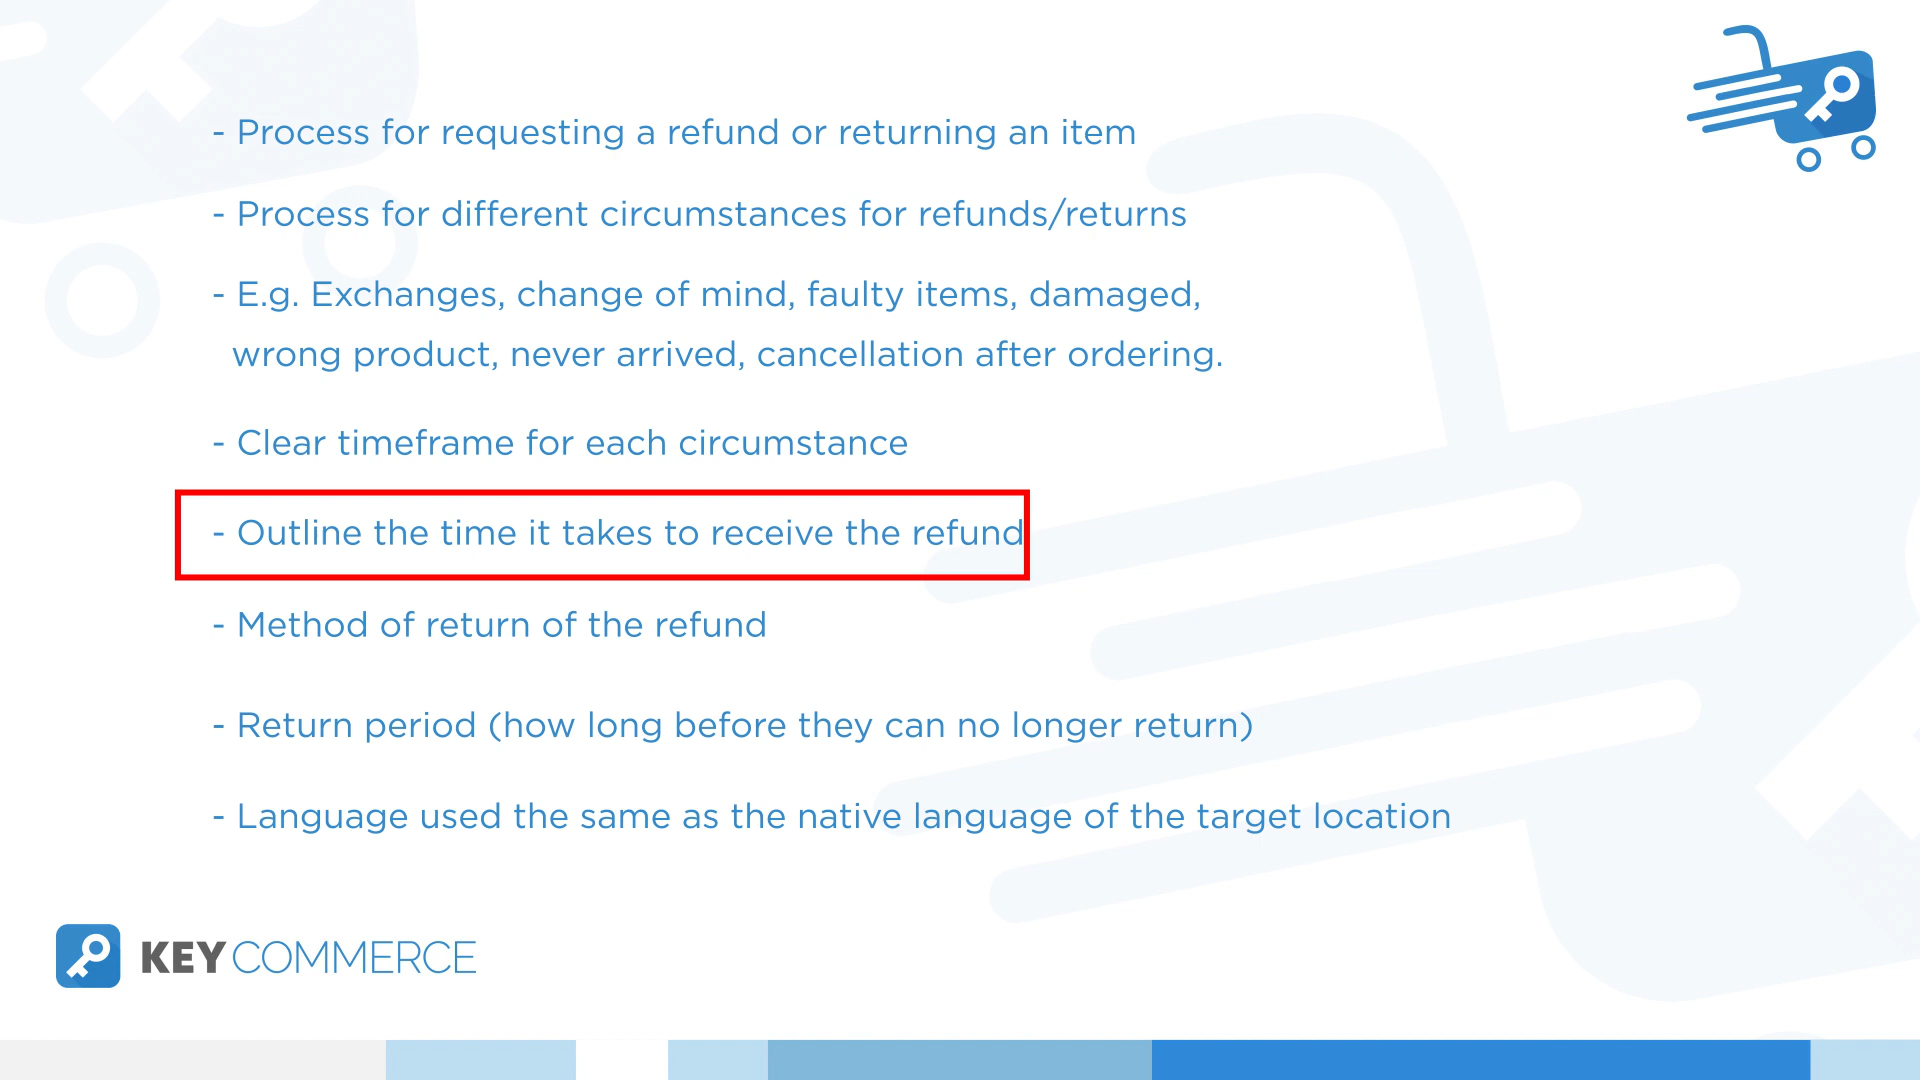 - Process for requesting a refund or returning an item
- Process for different circumstances for refunds/returns
- E.g. Exchanges, change of mind, faulty items, damaged,
wrong product, never arrived, cancellation after ordering.
- Clear timeframe for each circumstance
- Outline the time it takes to receive the refund
- Method of return of the refund
- Return period (how long before they can no longer return)
- Language used the same as the native language of the target location
KEY COMMERCE